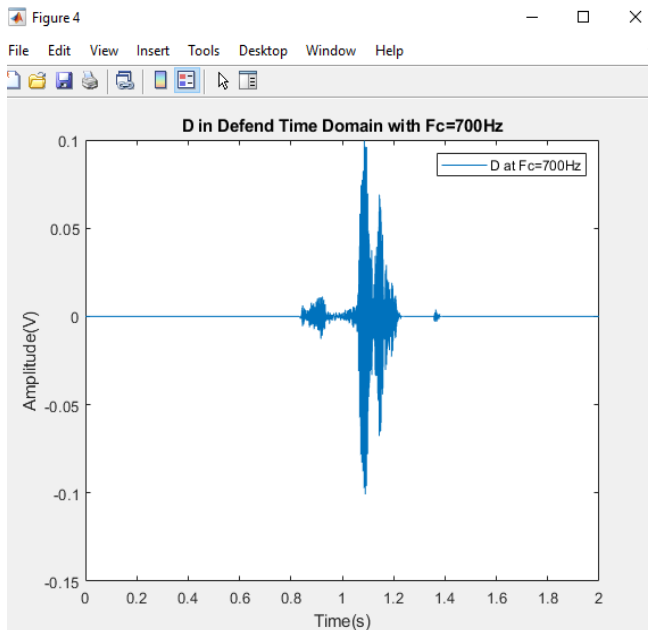 Figure 4
File Edit View Insert Tools Desktop Window Help
D in Defend Time Domain with Fc=700Hz
D at Fc=700Hz
0.1
0.05
0
-0.05
-0.1
-0.15
Amplitude(V)
0 0.2 0.4 0.6 0.8 1 1.2 1.4 1.6 1.8 2
Time(s)